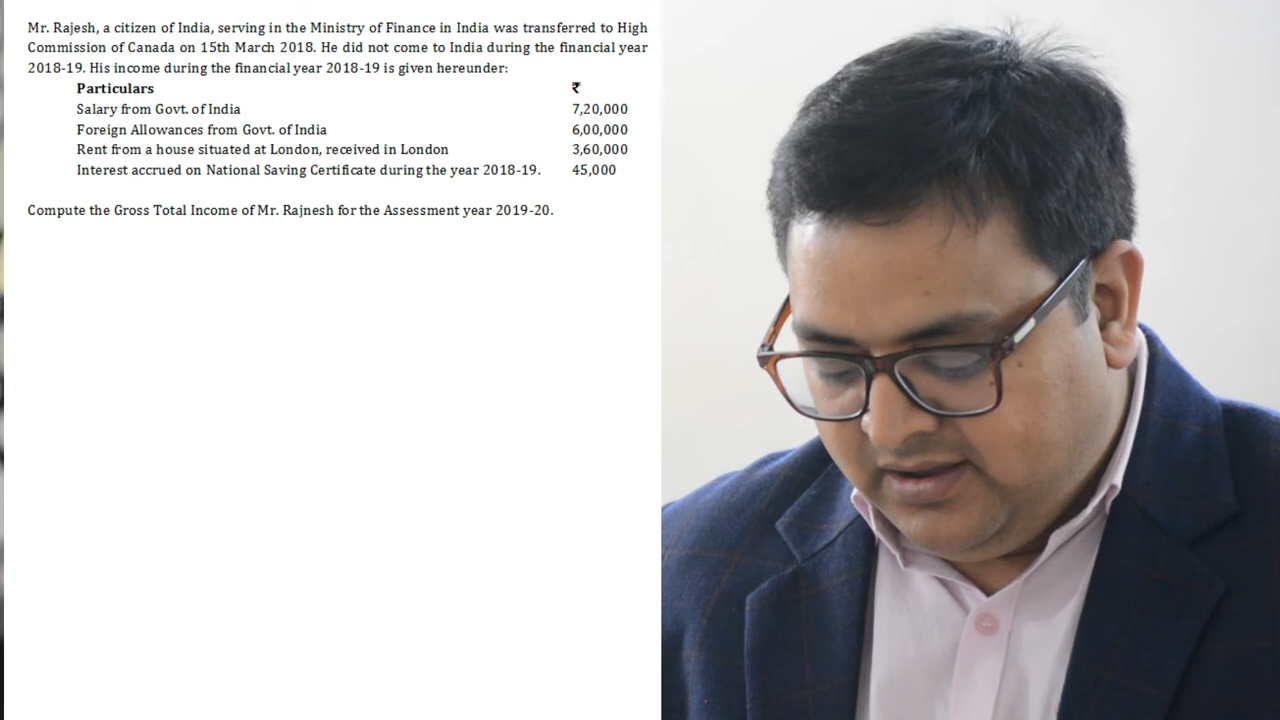 Mr. Rajesh, a citizen of India, serving in the Ministry of Finance in India was transferred to High
Commission of Canada on 15th March 2018. He did not come to India during the financial year
2018-19. His income during the financial year 2018-19 is given hereunder:
Particulars ₹
Salary from Govt. of India 7,20,000
Foreign Allowances from Govt. of India 6,00,000
Rent from a house situated at London, received in London 3,60,000
Interest accrued on National Saving Certificate during the year 2018-19. 45,000
Compute the Gross Total Income of Mr. Rajnesh for the Assessment year 2019-20.